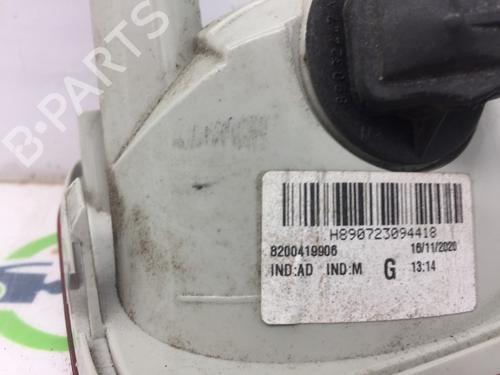 B-PARTS
H890723094418
8200419906 16/11/2020
IND:AD IND:M G 13:14